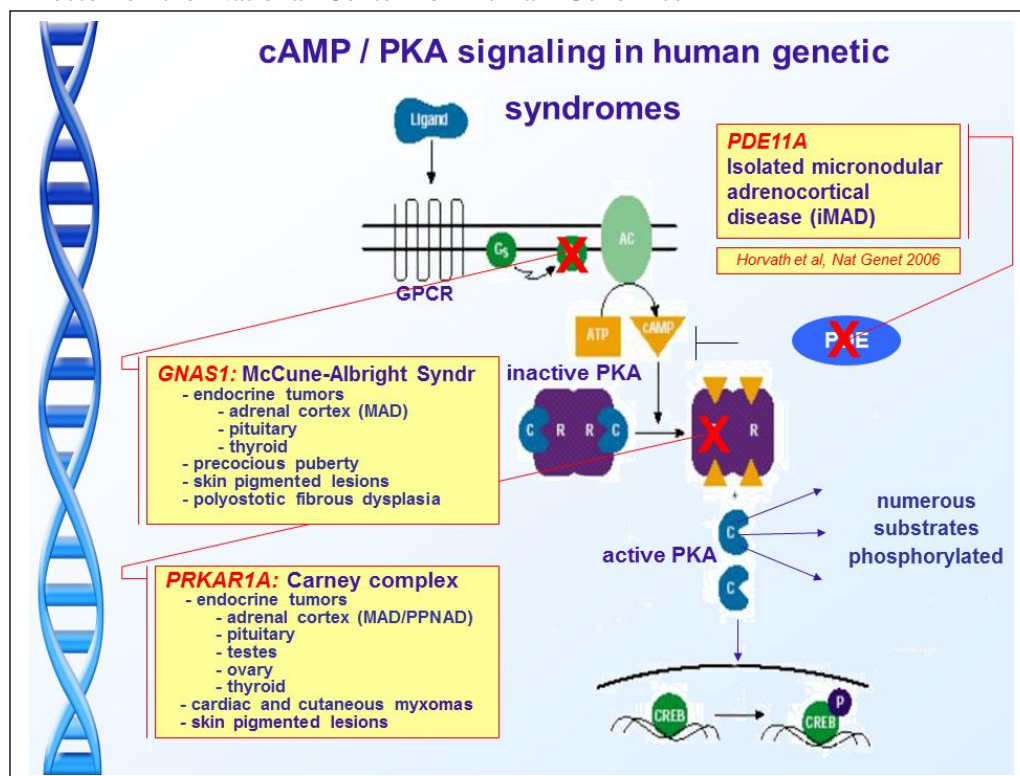 cAMP / PKA signaling in human genetic
syndromes
Ligand
PDE11A
Isolated micronodular
adrenocortical
disease (iMAD)
Horvath et al, Nat Genet 2006
Gs
AC
GPCR
ATP
cAMP
PDE
GNAS1: McCune-Albright Syndr
- endocrine tumors
- adrenal cortex (MAD)
- pituitary
- thyroid
- precocious puberty
- skin pigmented lesions
- polyostotic fibrous dysplasia
inactive PKA
C R R C
R
+
C
active PKA
C
numerous
substrates
phosphorylated
PRKAR1A: Carney complex
- endocrine tumors
- adrenal cortex (MAD/PPNAD)
- pituitary
- testes
- ovary
- thyroid
- cardiac and cutaneous myxomas
- skin pigmented lesions
CREB
CREB
P